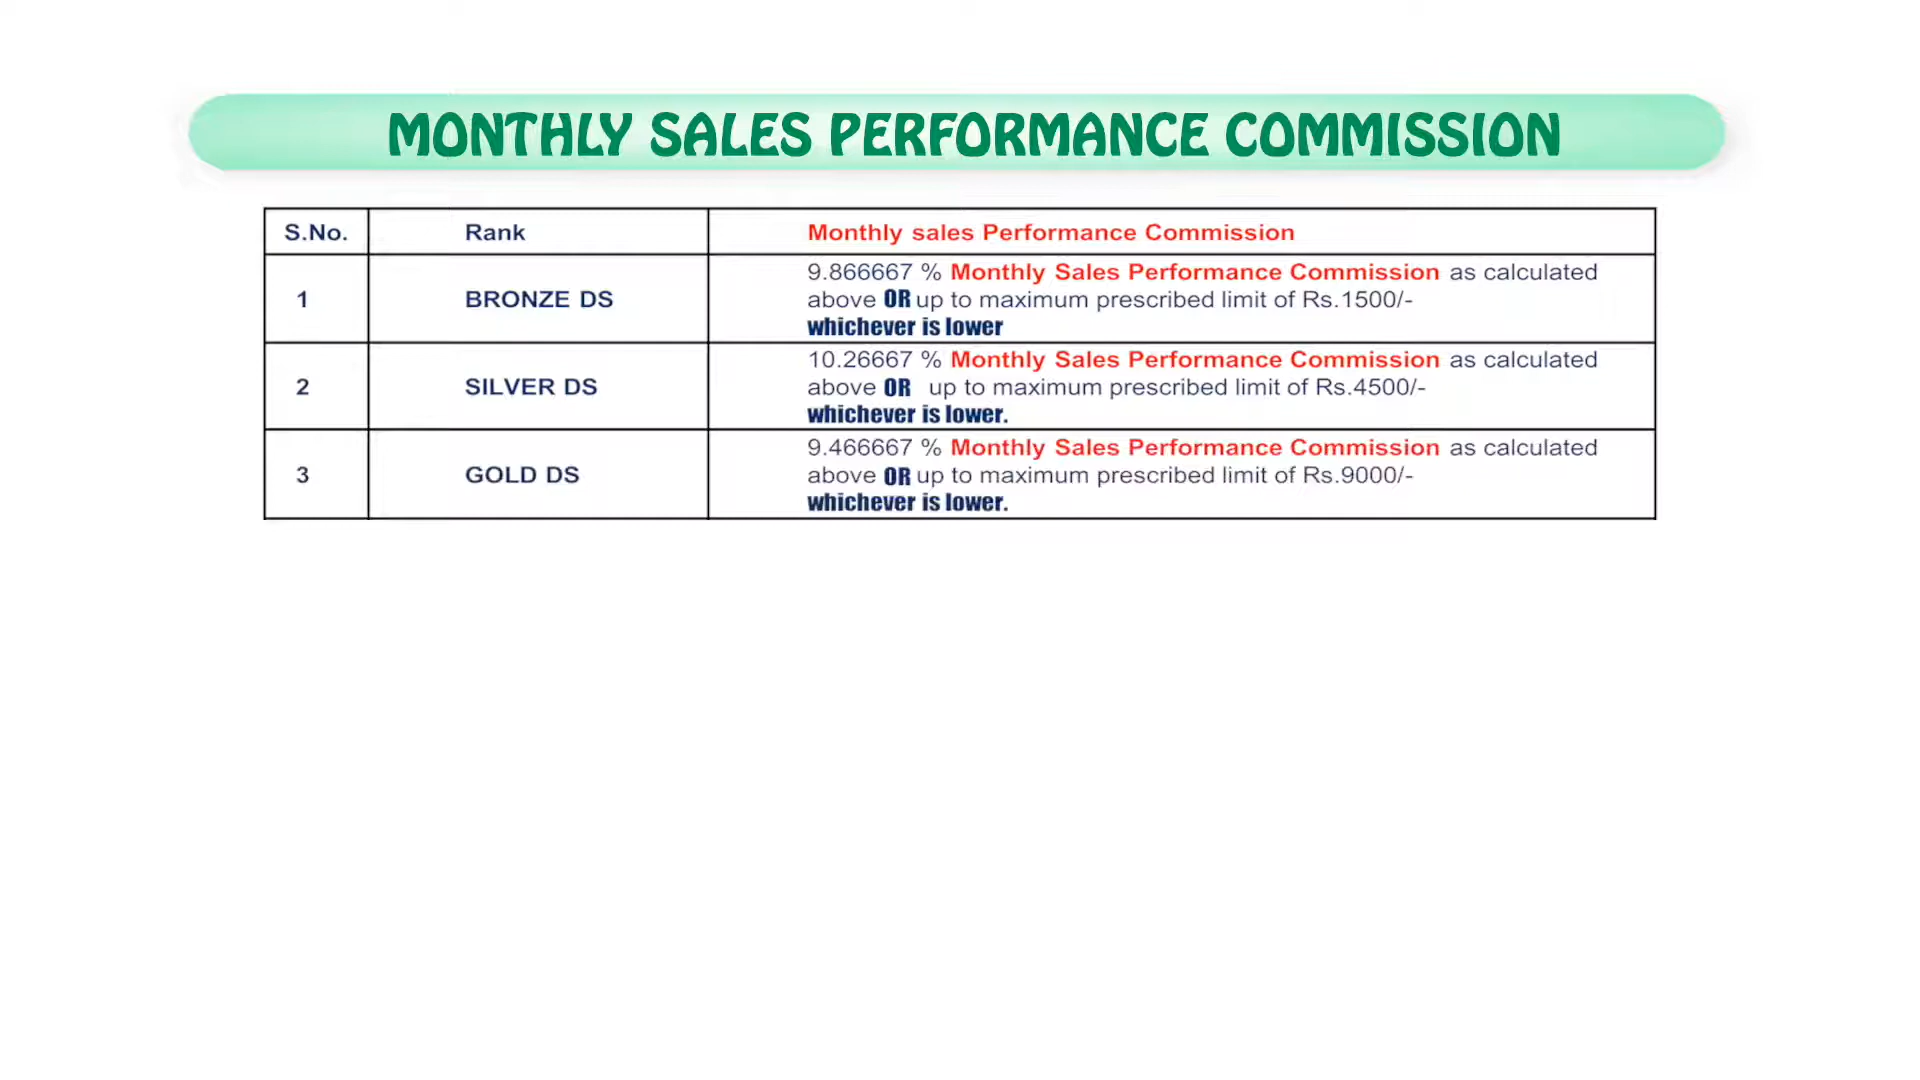 MONTHLY SALES PERFORMANCE COMMISSION
S.No. Rank Monthly sales Performance Commission
1 BRONZE DS 9.866667 % Monthly Sales Performance Commission as calculated
above OR up to maximum prescribed limit of Rs.1500/-
whichever is lower
2 SILVER DS 10.26667 % Monthly Sales Performance Commission as calculated
above OR up to maximum prescribed limit of Rs.4500/-
whichever is lower.
3 GOLD DS 9.466667 % Monthly Sales Performance Commission as calculated
above OR up to maximum prescribed limit of Rs.9000/-
whichever is lower.